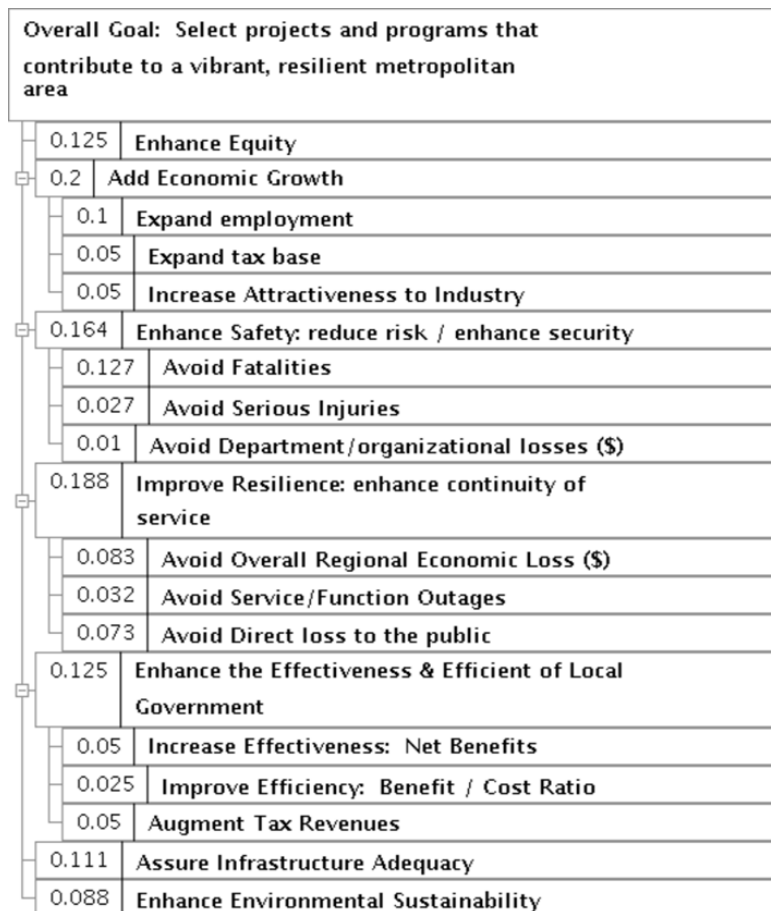 Overall Goal: Select projects and programs that
contribute to a vibrant, resilient metropolitan
area
0.125 Enhance Equity
0.2 Add Economic Growth
0.1 Expand employment
0.05 Expand tax base
0.05 Increase Attractiveness to Industry
0.164 Enhance Safety: reduce risk / enhance security
0.127 Avoid Fatalities
0.027 Avoid Serious Injuries
0.01 Avoid Department/organizational losses ($)
0.188 Improve Resilience: enhance continuity of
service
0.083 Avoid Overall Regional Economic Loss ($)
0.032 Avoid Service/Function Outages
0.073 Avoid Direct loss to the public
0.125 Enhance the Effectiveness & Efficient of Local
Government
0.05 Increase Effectiveness: Net Benefits
0.025 Improve Efficiency: Benefit / Cost Ratio
0.05 Augment Tax Revenues
0.111 Assure Infrastructure Adequacy
0.088 Enhance Environmental Sustainability